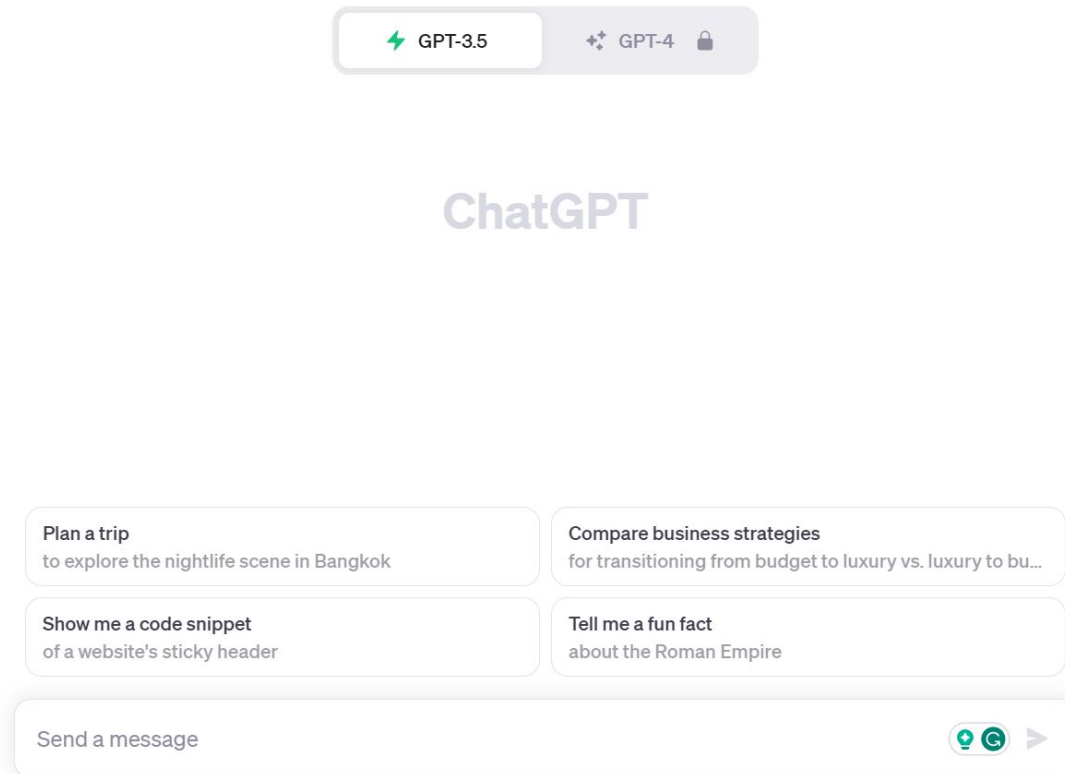 GPT-3.5
GPT-4
ChatGPT
Plan a trip
to explore the nightlife scene in Bangkok
Compare business strategies
for transitioning from budget to luxury vs. luxury to bu...
Show me a code snippet
of a website's sticky header
Tell me a fun fact
about the Roman Empire
Send a message